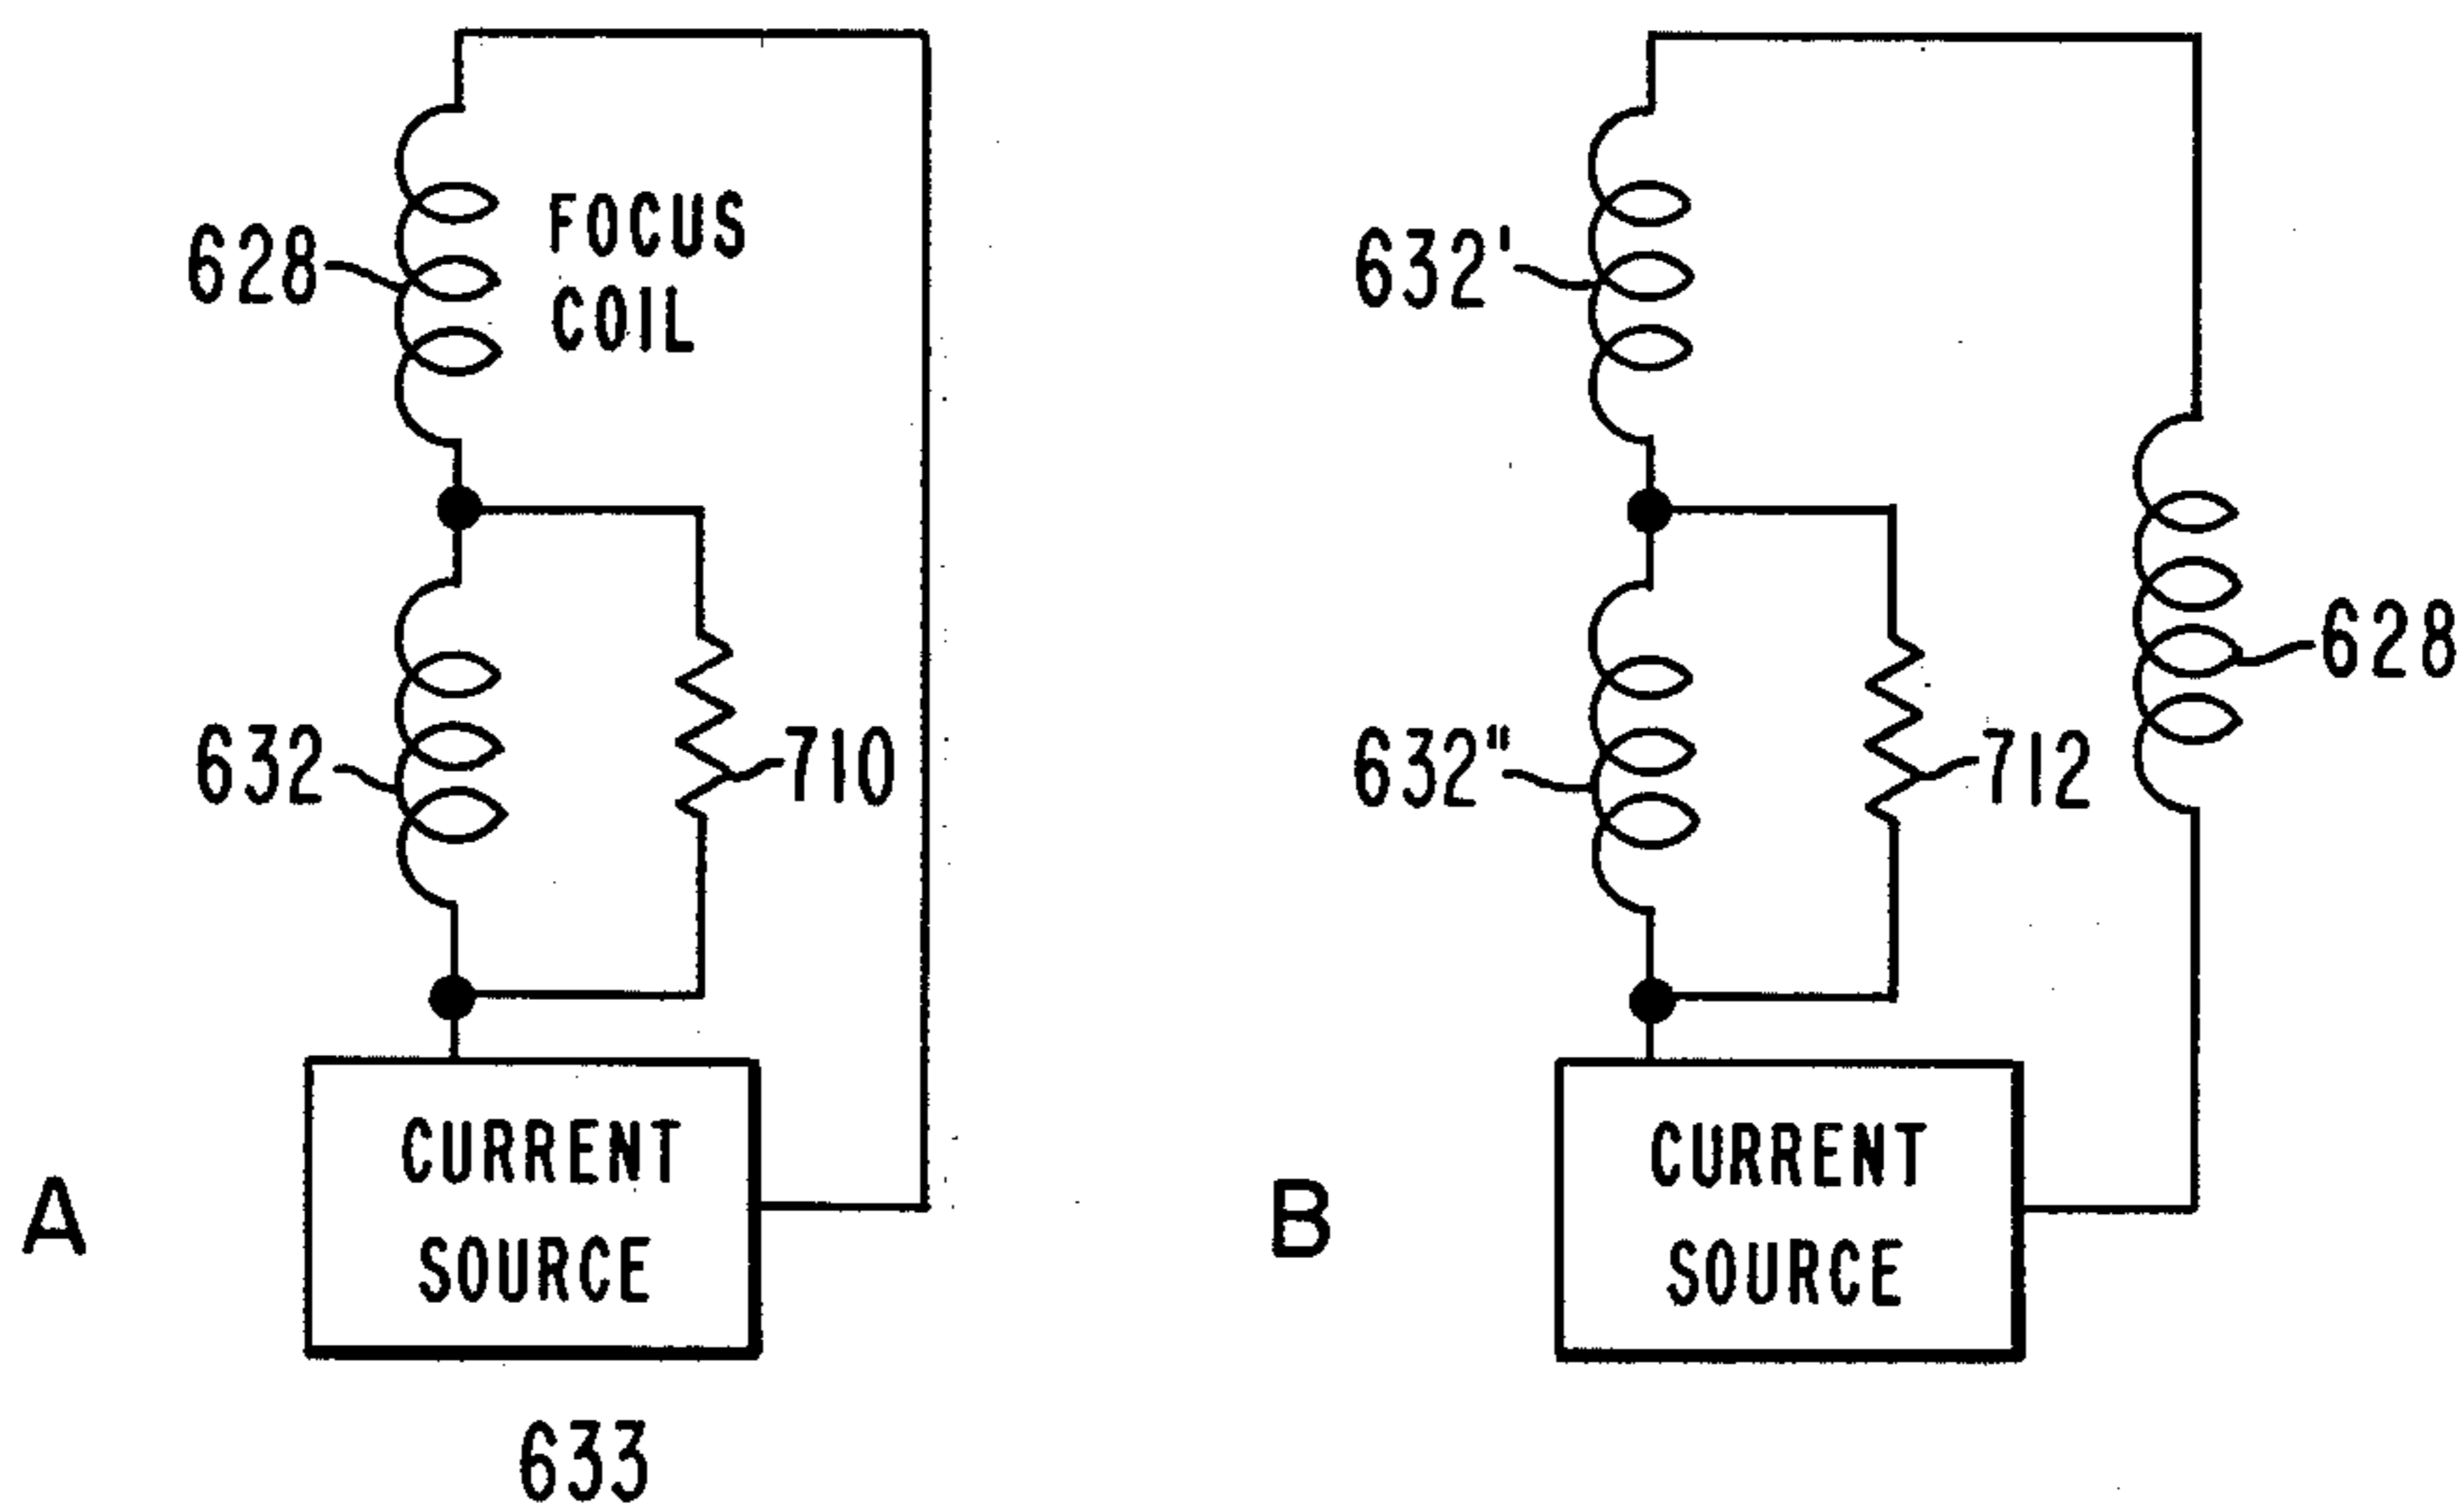 628
FOCUS
COIL
632
710
CURRENT
SOURCE
A
633
632'
628
632"
712
CURRENT
SOURCE
B